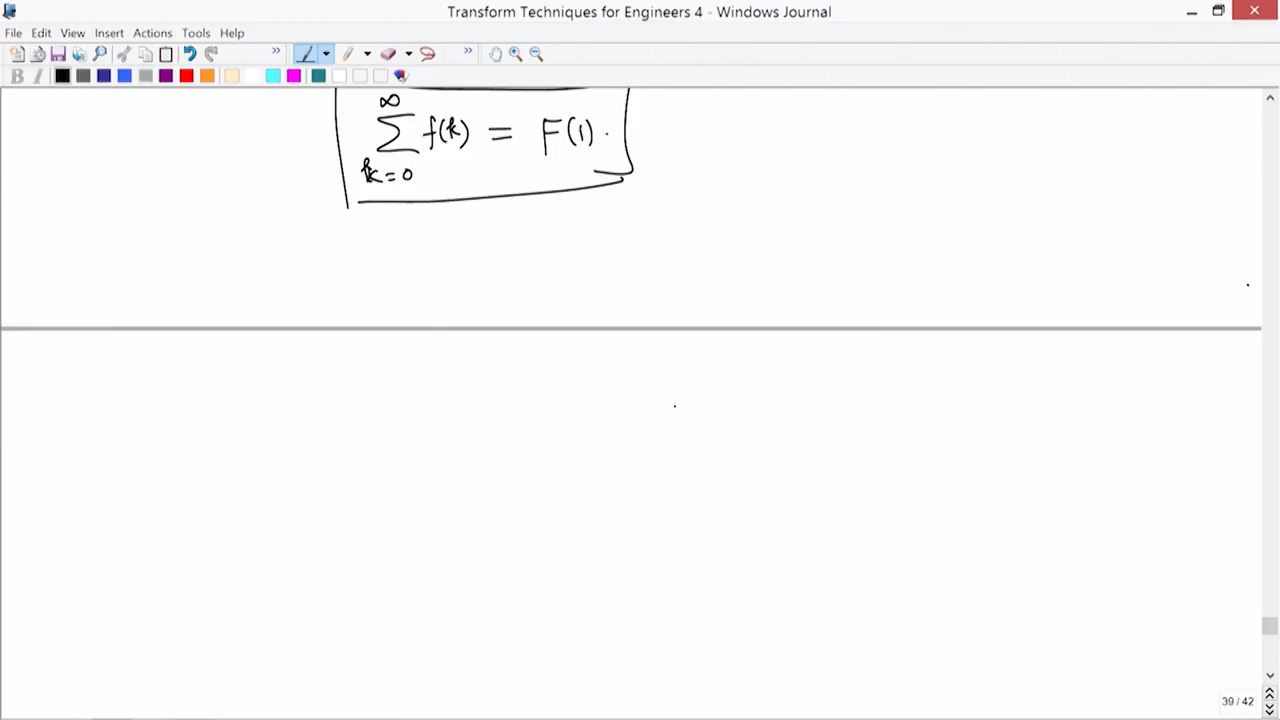 Transform Techniques for Engineers 4 - Windows Journal
File Edit View Insert Actions Tools Help
B I
∞
∑ f(k) = F(1).
k=0
39 / 42